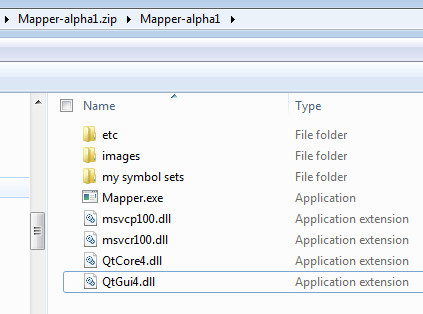 Mapper-alpha1.zip Mapper-alpha1
Name Type
etc File folder
images File folder
my symbol sets File folder
Mapper.exe Application
msvcp100.dll Application extension
msvcr100.dll Application extension
QtCore4.dll Application extension
QtGui4.dll Application extension